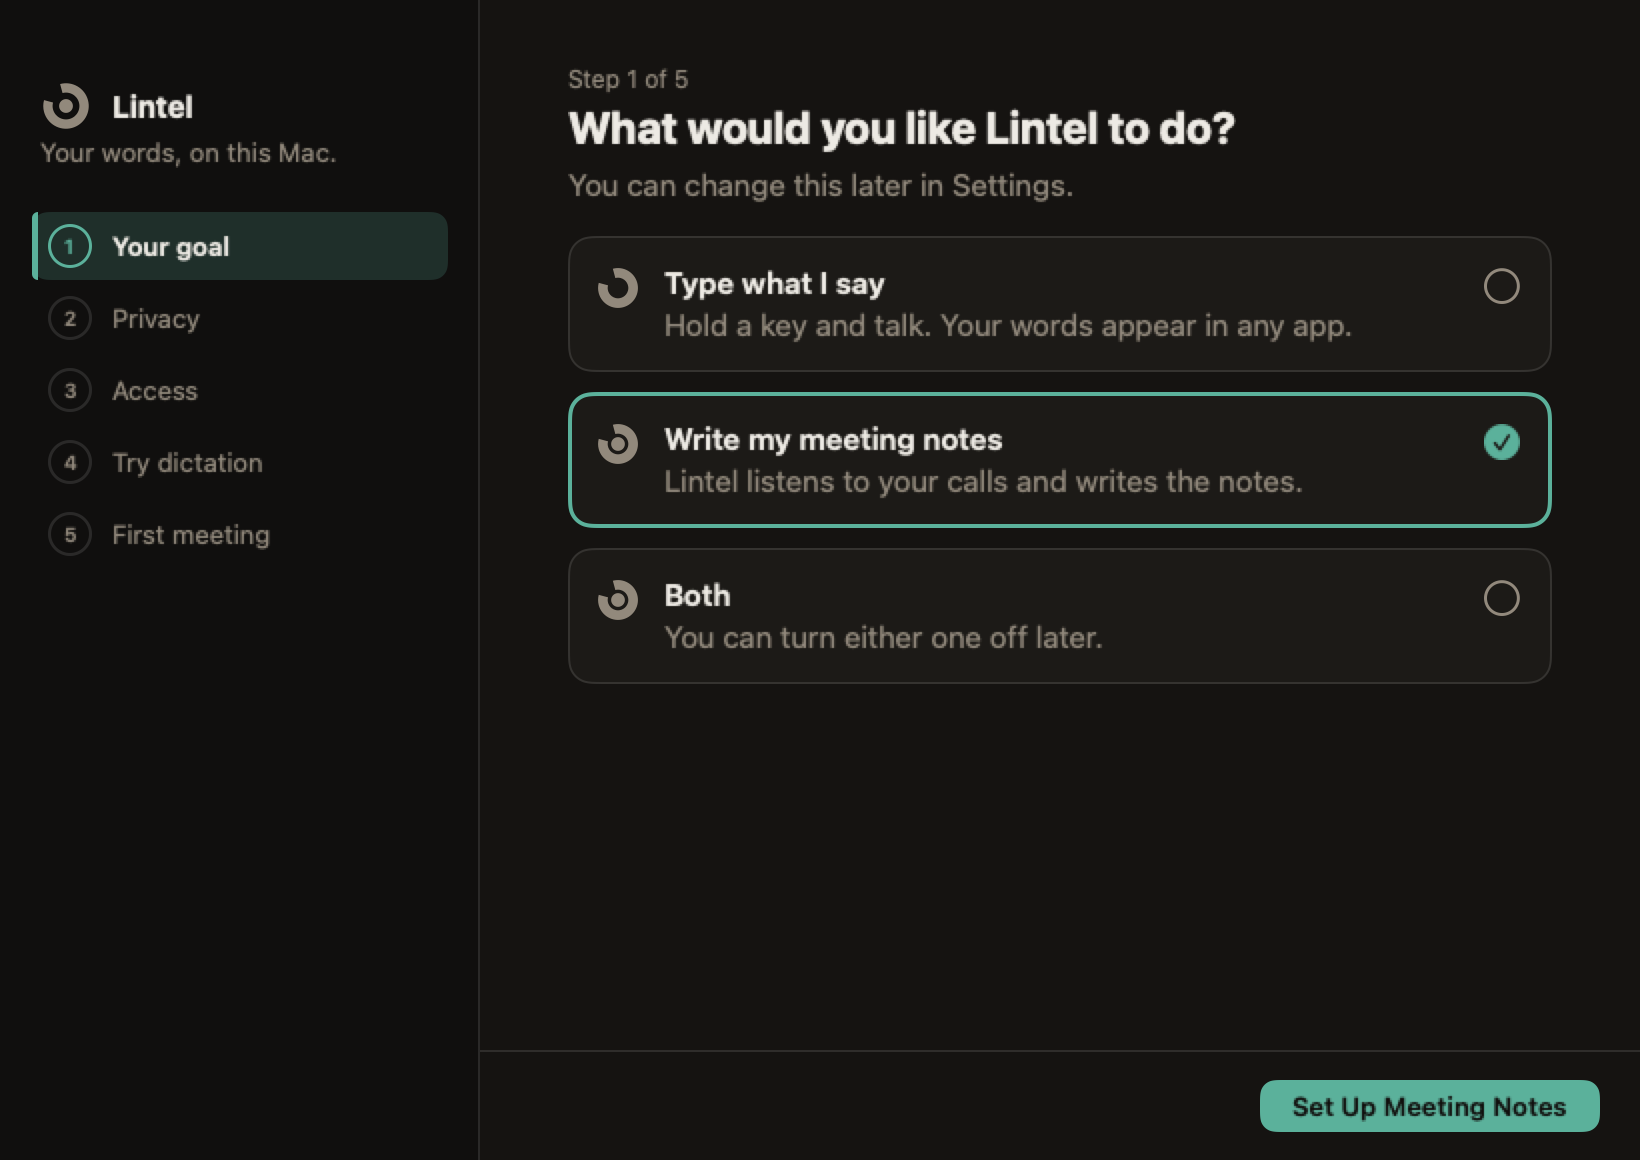 Lintel
Your words, on this Mac.
1 Your goal
2 Privacy
3 Access
4 Try dictation
5 First meeting
Step 1 of 5
What would you like Lintel to do?
You can change this later in Settings.
Type what I say
Hold a key and talk. Your words appear in any app.
Write my meeting notes
Lintel listens to your calls and writes the notes.
Both
You can turn either one off later.
Set Up Meeting Notes